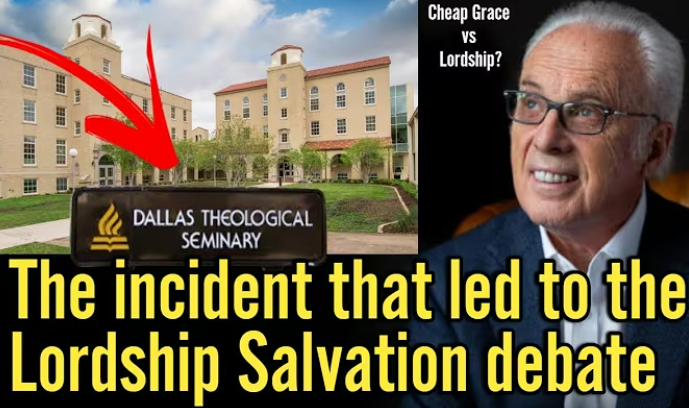 Cheap Grace
vs
Lordship?
DALLAS THEOLOGICAL
SEMINARY
The incident that led to the
Lordship Salvation debate